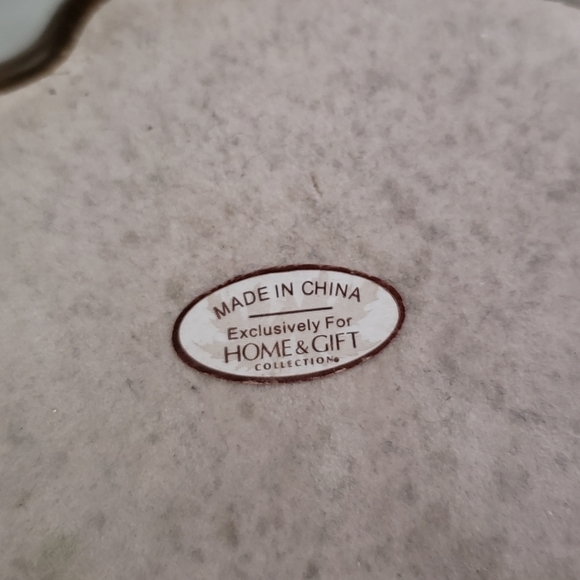 MADE IN CHINA
Exclusively For
HOME & GIFT
COLLECTION®